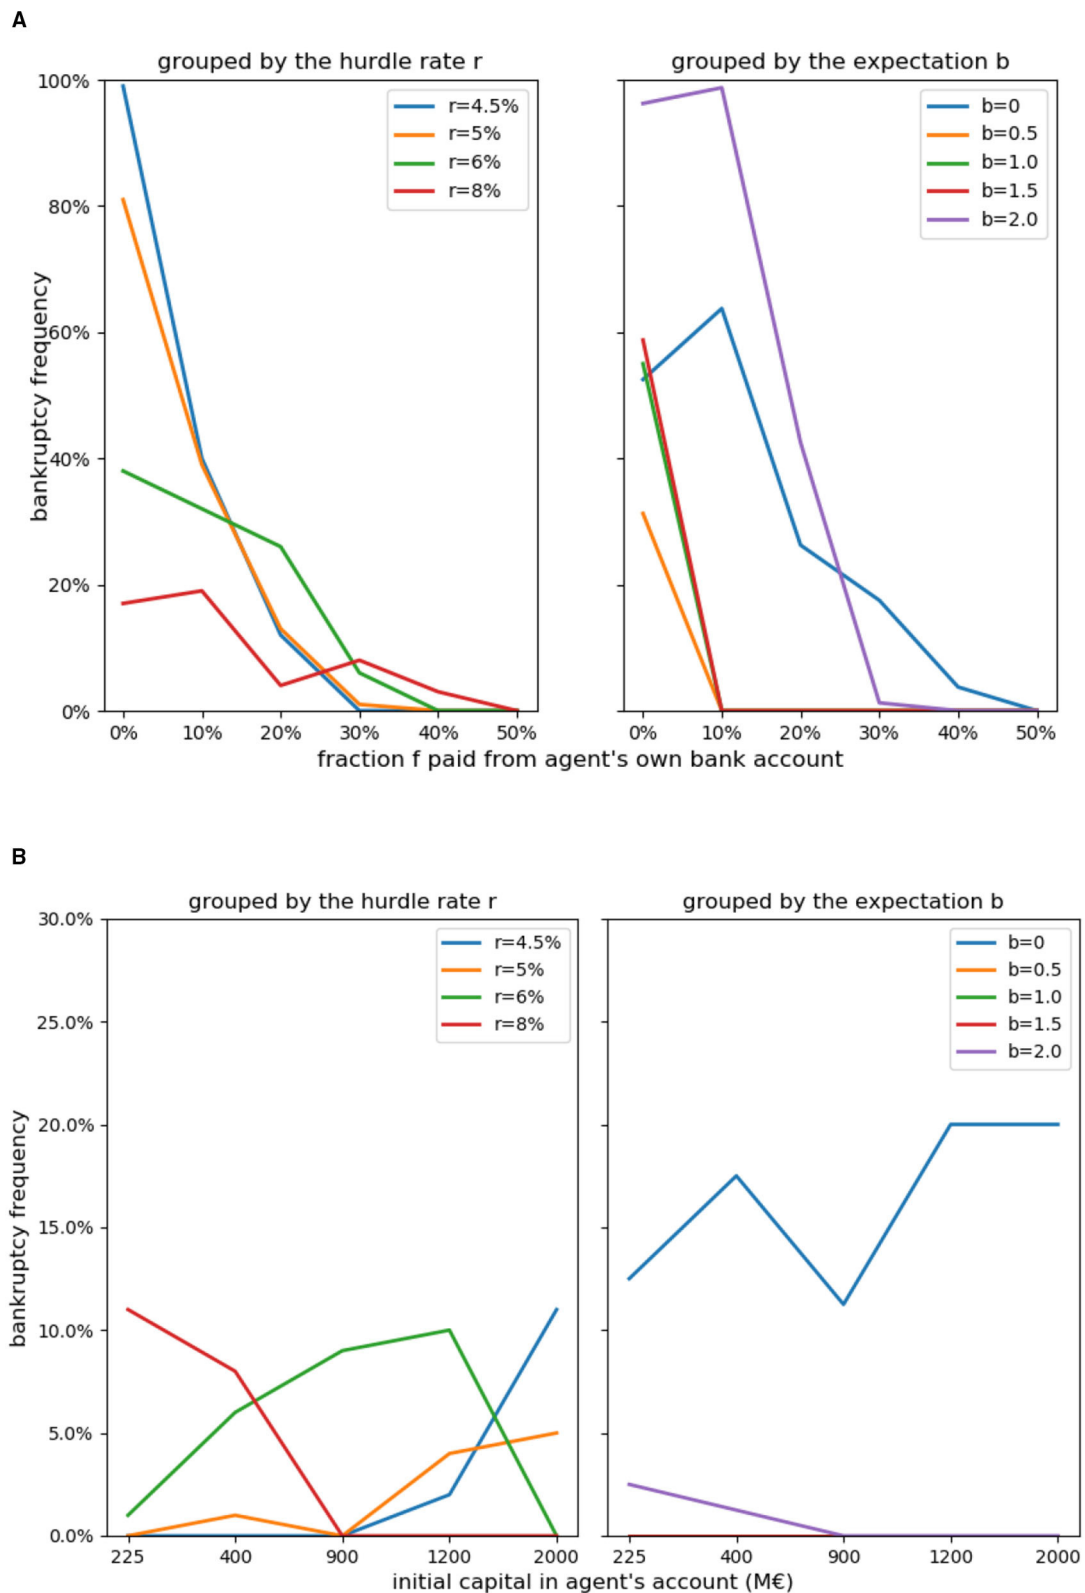 A
grouped by the hurdle rate r
grouped by the expectation b
100%
80%
60%
40%
20%
0%
bankruptcy frequency
r=4.5%
r=5%
r=6%
r=8%
b=0
b=0.5
b=1.0
b=1.5
b=2.0
0% 10% 20% 30% 40% 50%
0% 10% 20% 30% 40% 50%
fraction f paid from agent's own bank account
B
grouped by the hurdle rate r
grouped by the expectation b
30.0%
25.0%
20.0%
15.0%
10.0%
5.0%
0.0%
bankruptcy frequency
r=4.5%
r=5%
r=6%
r=8%
b=0
b=0.5
b=1.0
b=1.5
b=2.0
225 400 900 1200 2000
225 400 900 1200 2000
initial capital in agent's account (M€)